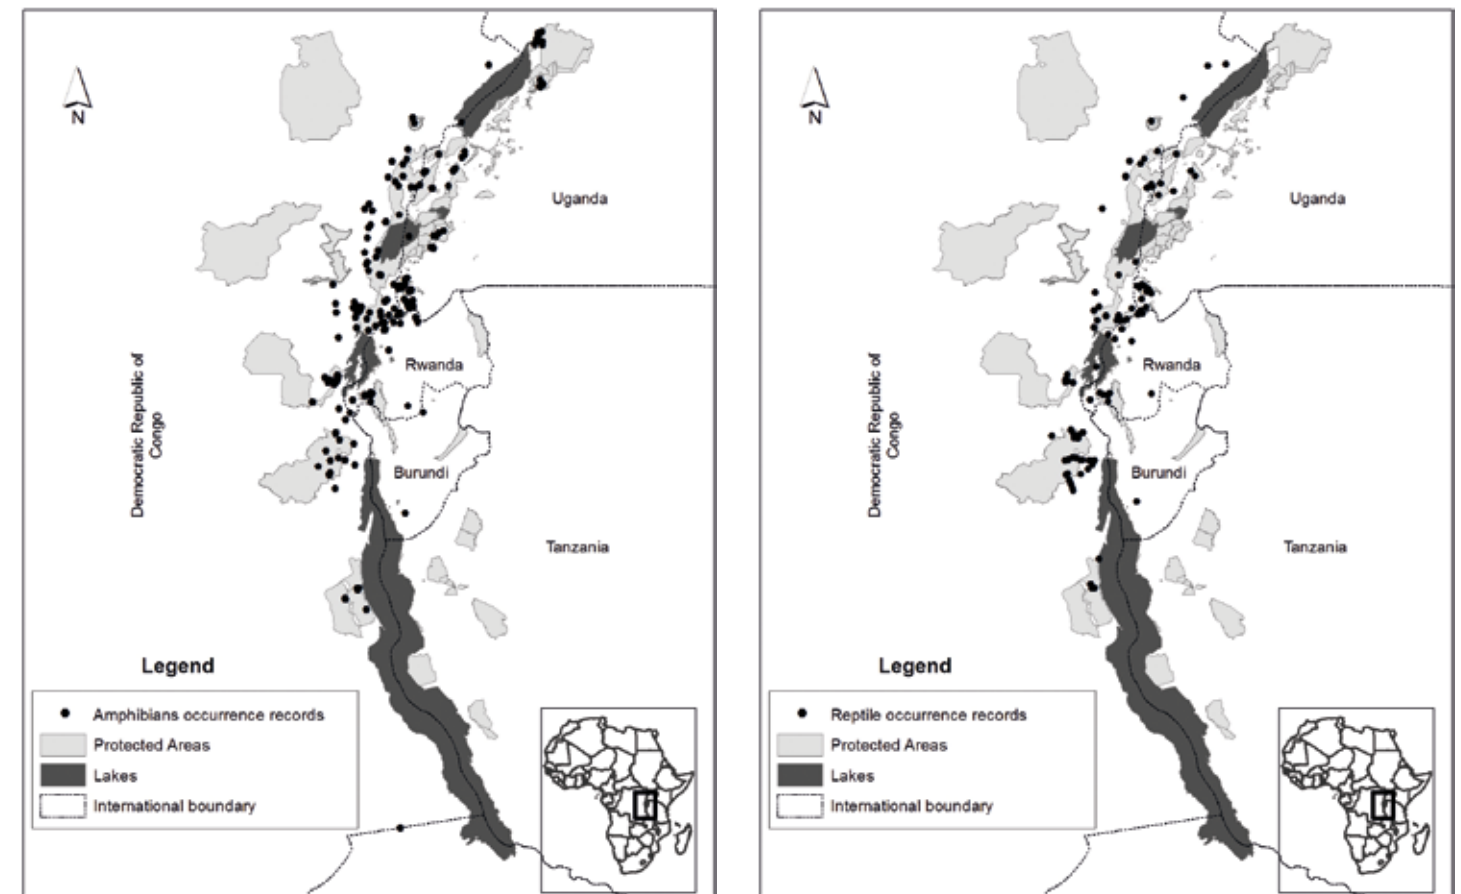 N
Uganda
Rwanda
Democratic Republic of
Congo
Burundi
Tanzania
Legend
Amphibians occurrence records
Protected Areas
Lakes
International boundary
N
Uganda
Rwanda
Democratic Republic of
Congo
Burundi
Tanzania
Legend
Reptile occurrence records
Protected Areas
Lakes
International boundary